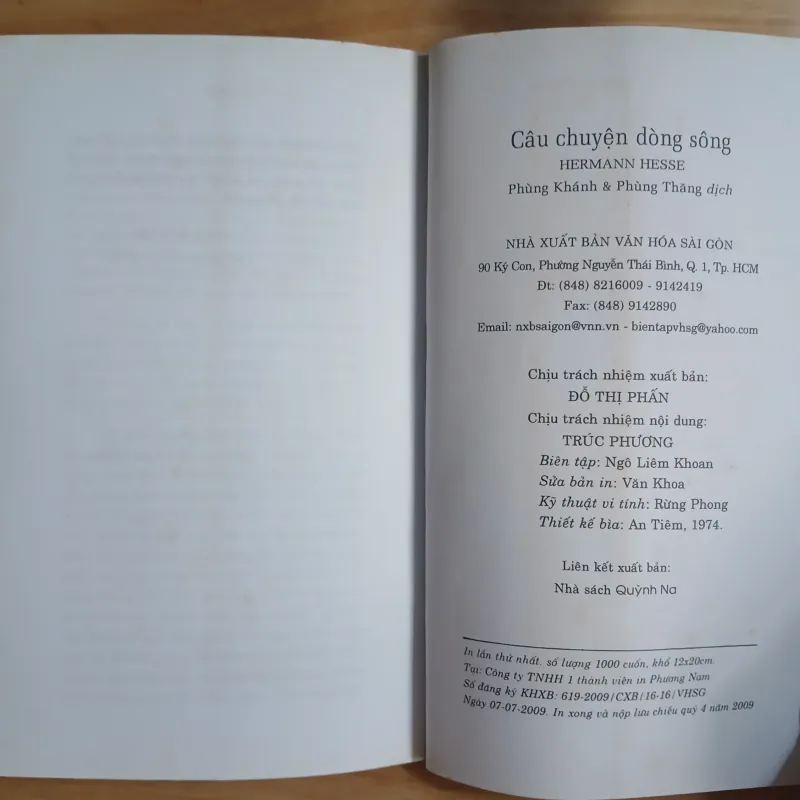 Câu chuyện dòng sông
HERMANN HESSE
Phùng Khánh & Phùng Thăng dịch
NHÀ XUẤT BẢN VĂN HÓA SÀI GÒN
90 Ký Con, Phường Nguyễn Thái Bình, Q. 1, Tp. HCM
Đt: (848) 8216009 - 9142419
Fax: (848) 9142890
Email: nxbsaigon@vnn.vn - bientapvhsg@yahoo.com
Chịu trách nhiệm xuất bản:
ĐỖ THỊ PHẤN
Chịu trách nhiệm nội dung:
TRÚC PHƯƠNG
Biên tập: Ngô Liêm Khoan
Sửa bản in: Văn Khoa
Kỹ thuật vi tính: Rừng Phong
Thiết kế bìa: An Tiêm, 1974.
Liên kết xuất bản:
Nhà sách Quỳnh Na
In lần thứ nhất. số lượng 1000 cuốn, khổ 12x20cm.
Tại: Công ty TNHH 1 thành viên in Phương Nam
Số đăng ký KHXB: 619-2009/CXB/16-16/VHSG
Ngày 07-07-2009. In xong và nộp lưu chiểu quý 4 năm 2009